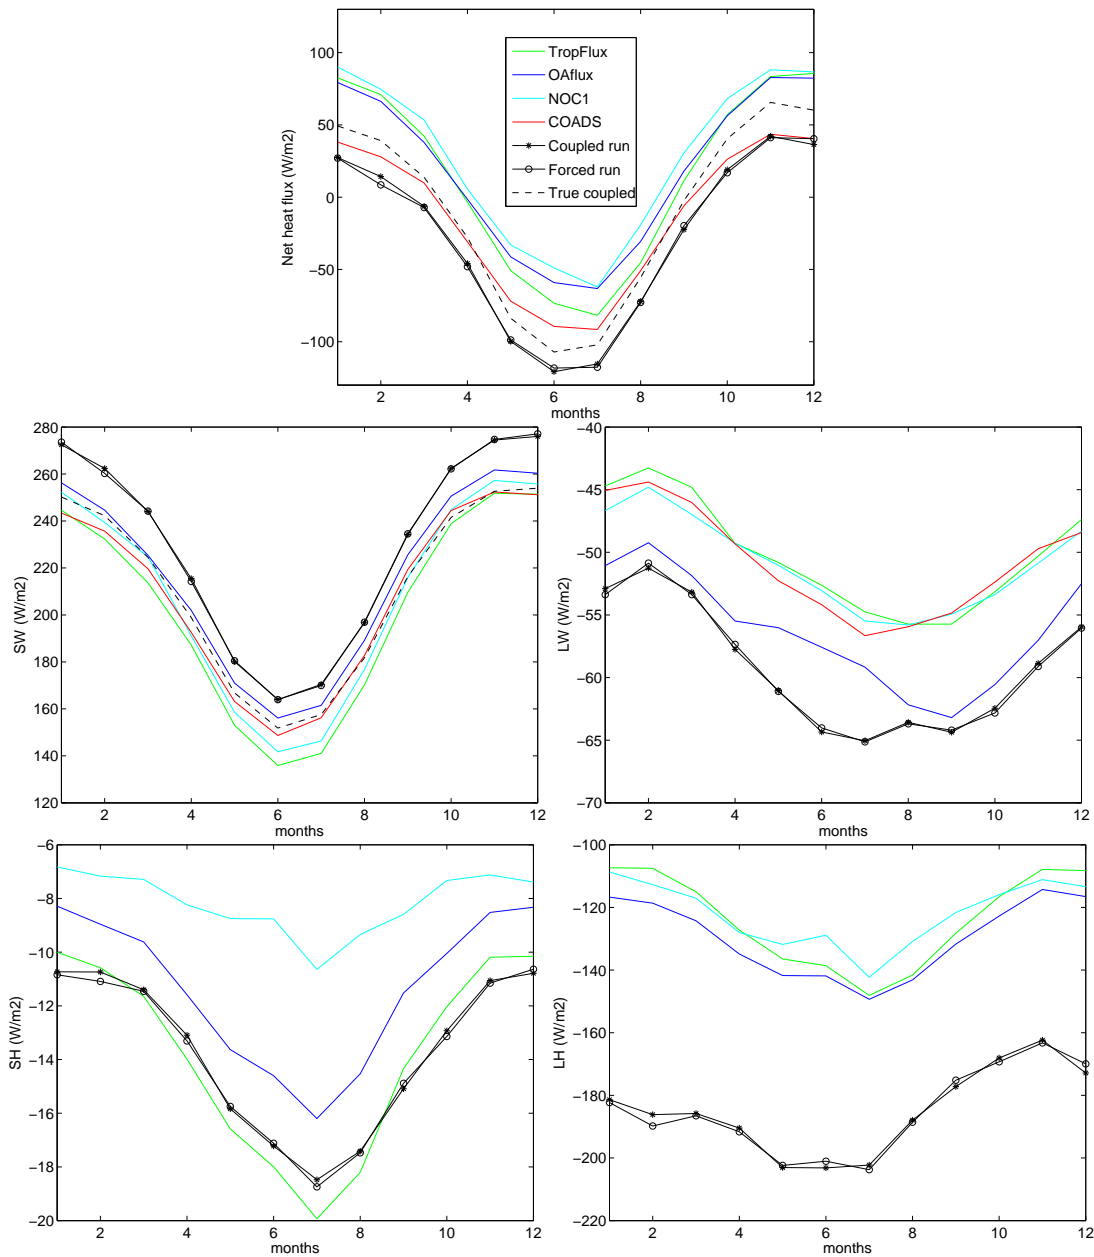 100
50
0
−50
−100
Net heat flux (W/m2)
TropFlux
OAflux
NOC1
COADS
Coupled run
Forced run
True coupled
2 4 6 8 10 12
months
280
260
240
220
200
180
160
140
120
SW (W/m2)
2 4 6 8 10 12
months
−40
−45
−50
−55
−60
−65
−70
LW (W/m2)
2 4 6 8 10 12
months
−6
−8
−10
−12
−14
−16
−18
−20
SH (W/m2)
2 4 6 8 10 12
months
−100
−120
−140
−160
−180
−200
−220
LH (W/m2)
2 4 6 8 10 12
months